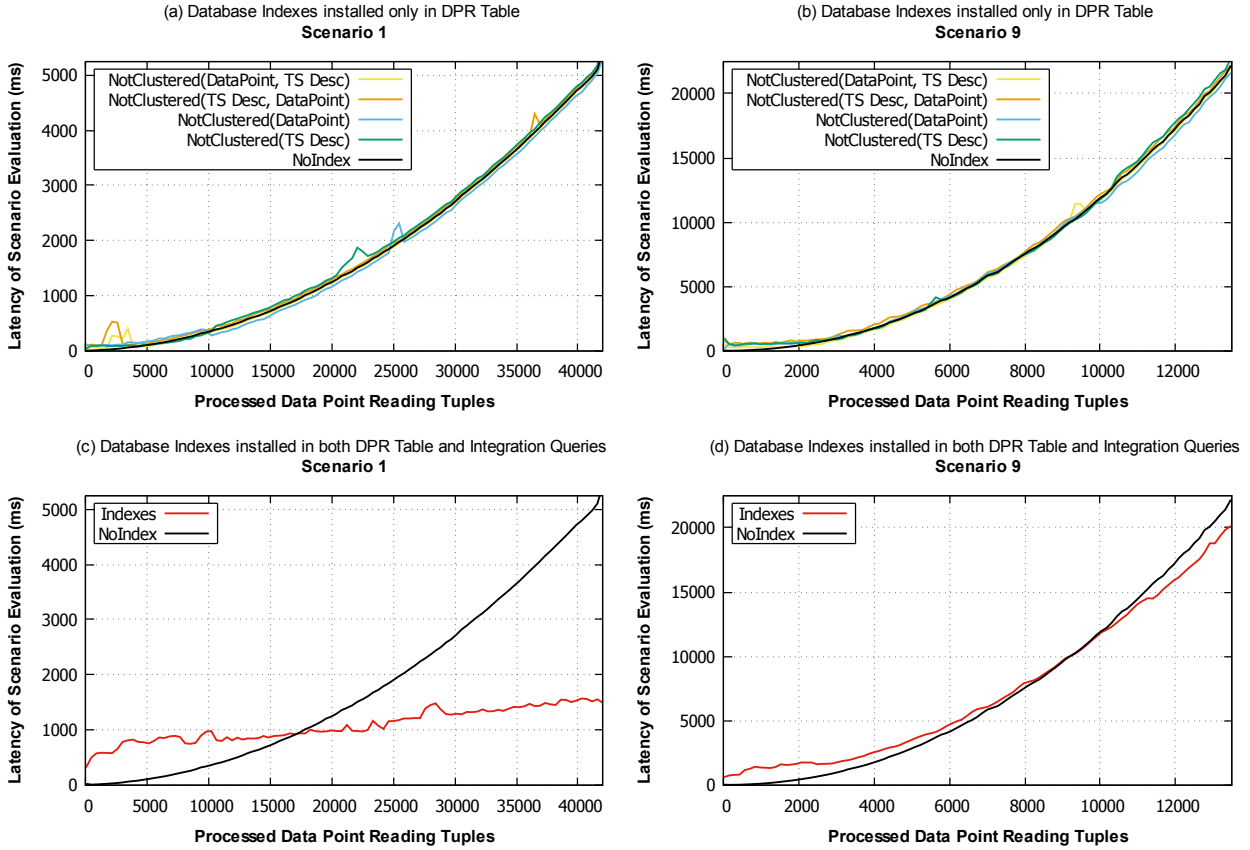 (a) Database Indexes installed only in DPR Table
Scenario 1
Latency of Scenario Evaluation (ms)
5000
4000
3000
2000
1000
0
NotClustered(DataPoint, TS Desc)
NotClustered(TS Desc, DataPoint)
NotClustered(DataPoint)
NotClustered(TS Desc)
NoIndex
0 5000 10000 15000 20000 25000 30000 35000 40000
Processed Data Point Reading Tuples
(b) Database Indexes installed only in DPR Table
Scenario 9
Latency of Scenario Evaluation (ms)
20000
15000
10000
5000
0
NotClustered(DataPoint, TS Desc)
NotClustered(TS Desc, DataPoint)
NotClustered(DataPoint)
NotClustered(TS Desc)
NoIndex
0 2000 4000 6000 8000 10000 12000
Processed Data Point Reading Tuples
(c) Database Indexes installed in both DPR Table and Integration Queries
Scenario 1
Latency of Scenario Evaluation (ms)
5000
4000
3000
2000
1000
0
Indexes
NoIndex
0 5000 10000 15000 20000 25000 30000 35000 40000
Processed Data Point Reading Tuples
(d) Database Indexes installed in both DPR Table and Integration Queries
Scenario 9
Latency of Scenario Evaluation (ms)
20000
15000
10000
5000
0
Indexes
NoIndex
0 2000 4000 6000 8000 10000 12000
Processed Data Point Reading Tuples